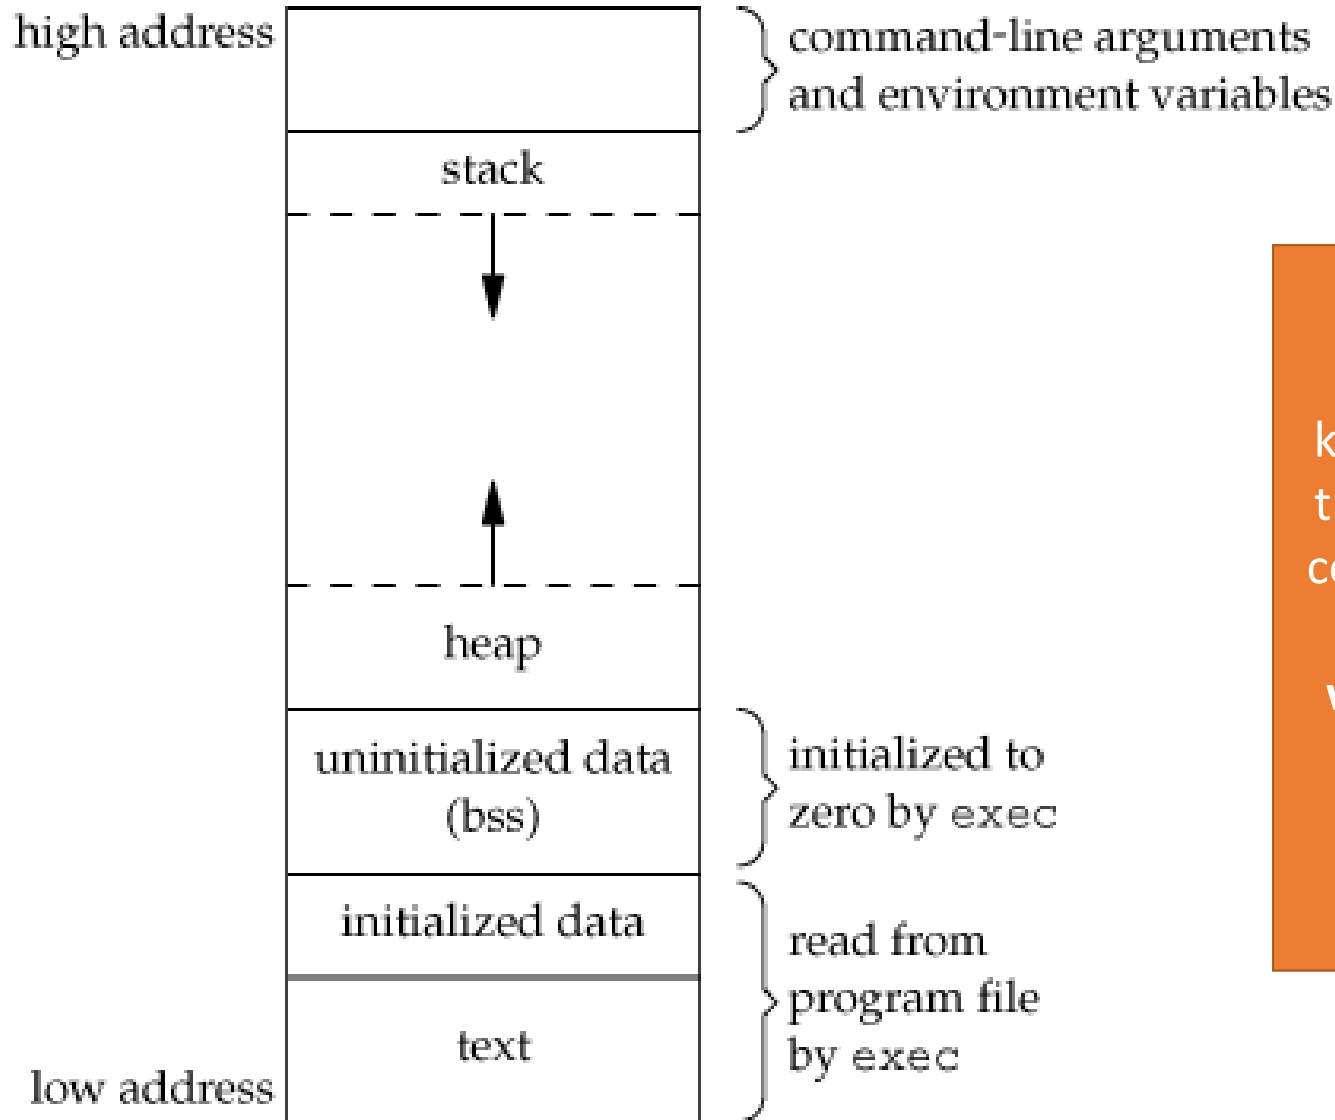 high address
command-line arguments
and environment variables
stack
heap
uninitialized data
(bss)
initialized to
zero by exec
initialized data
read from
program file
by exec
text
low address